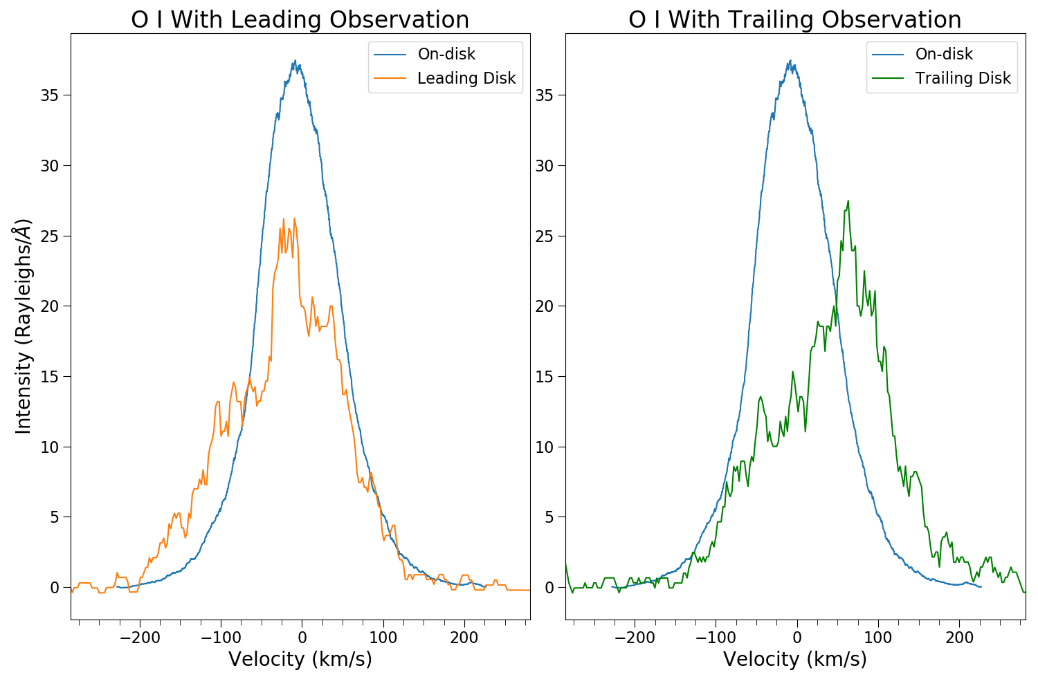 O I With Leading Observation
On-disk
Leading Disk
35
30
25
20
15
10
5
0
Intensity (Rayleighs/Å)
−200 −100 0 100 200
Velocity (km/s)
O I With Trailing Observation
On-disk
Trailing Disk
35
30
25
20
15
10
5
0
−200 −100 0 100 200
Velocity (km/s)